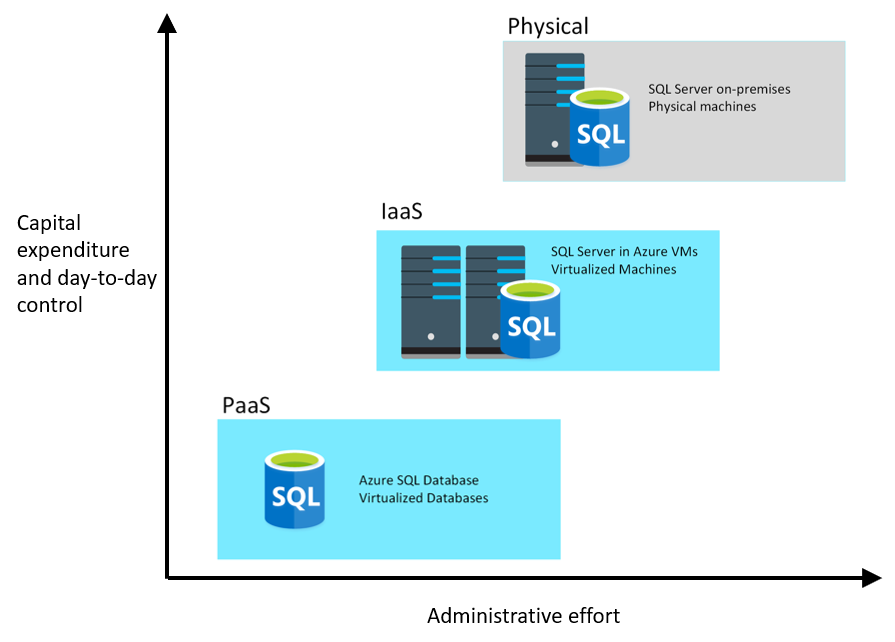 Physical
SQL Server on-premises
Physical machines
SQL
Capital
expenditure
and day-to-day
control
IaaS
SQL Server in Azure VMs
Virtualized Machines
SQL
PaaS
Azure SQL Database
Virtualized Databases
SQL
Administrative effort